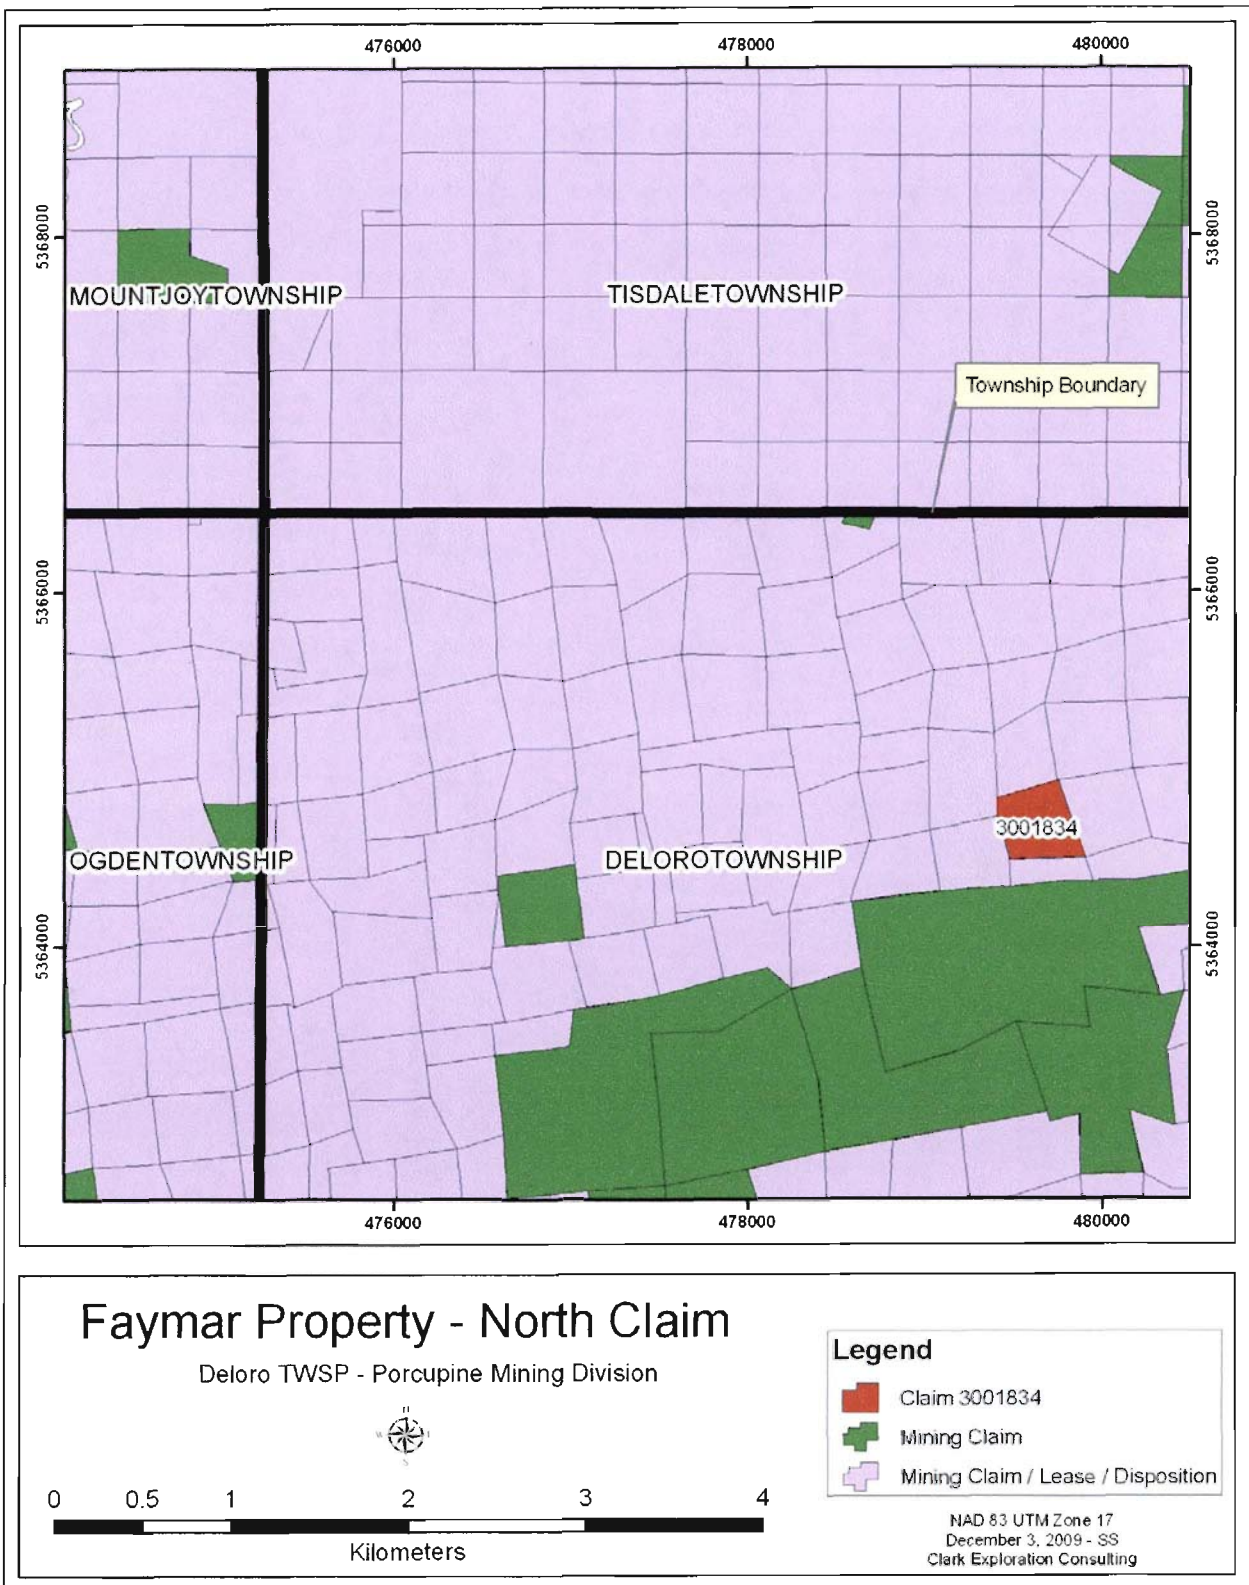 476000
478000
480000
5368000
5368000
MOUNTJOYTOWNSHIP
TISDALETOWNSHIP
Township Boundary
5366000
5366000
3001834
OGDENTOWNSHIP
DELOROTOWNSHIP
5364000
5364000
476000
478000
480000
Faymar Property - North Claim
Deloro TWSP - Porcupine Mining Division
N
W
S
0 0.5 1 2 3 4
Kilometers
Legend
Claim 3001834
Mining Claim
Mining Claim / Lease / Disposition
NAD 83 UTM Zone 17
December 3, 2009 - SS
Clark Exploration Consulting